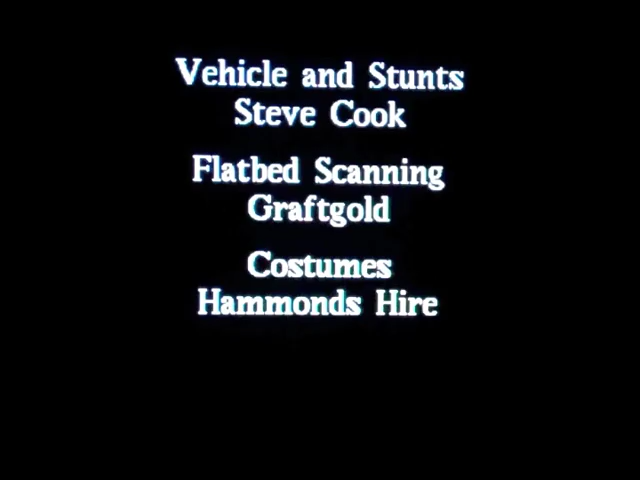 Vehicle and Stunts
Steve Cook
Flatbed Scanning
Graftgold
Costumes
Hammonds Hire